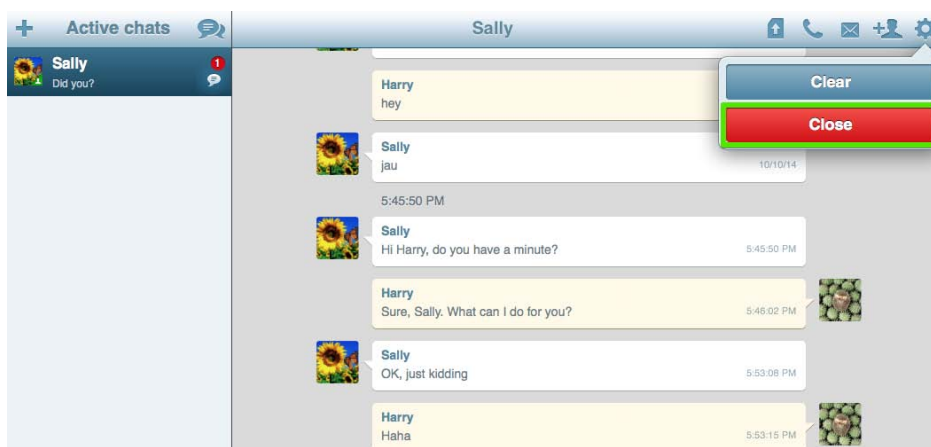 Active chats
Sally
Sally
1
Did you?
Clear
Close
Harry
hey
Sally
jau
10/10/14
5:45:50 PM
Sally
Hi Harry, do you have a minute?
5:45:50 PM
Harry
Sure, Sally. What can I do for you?
5:46:02 PM
Sally
OK, just kidding
5:53:08 PM
Harry
Haha
5:53:15 PM